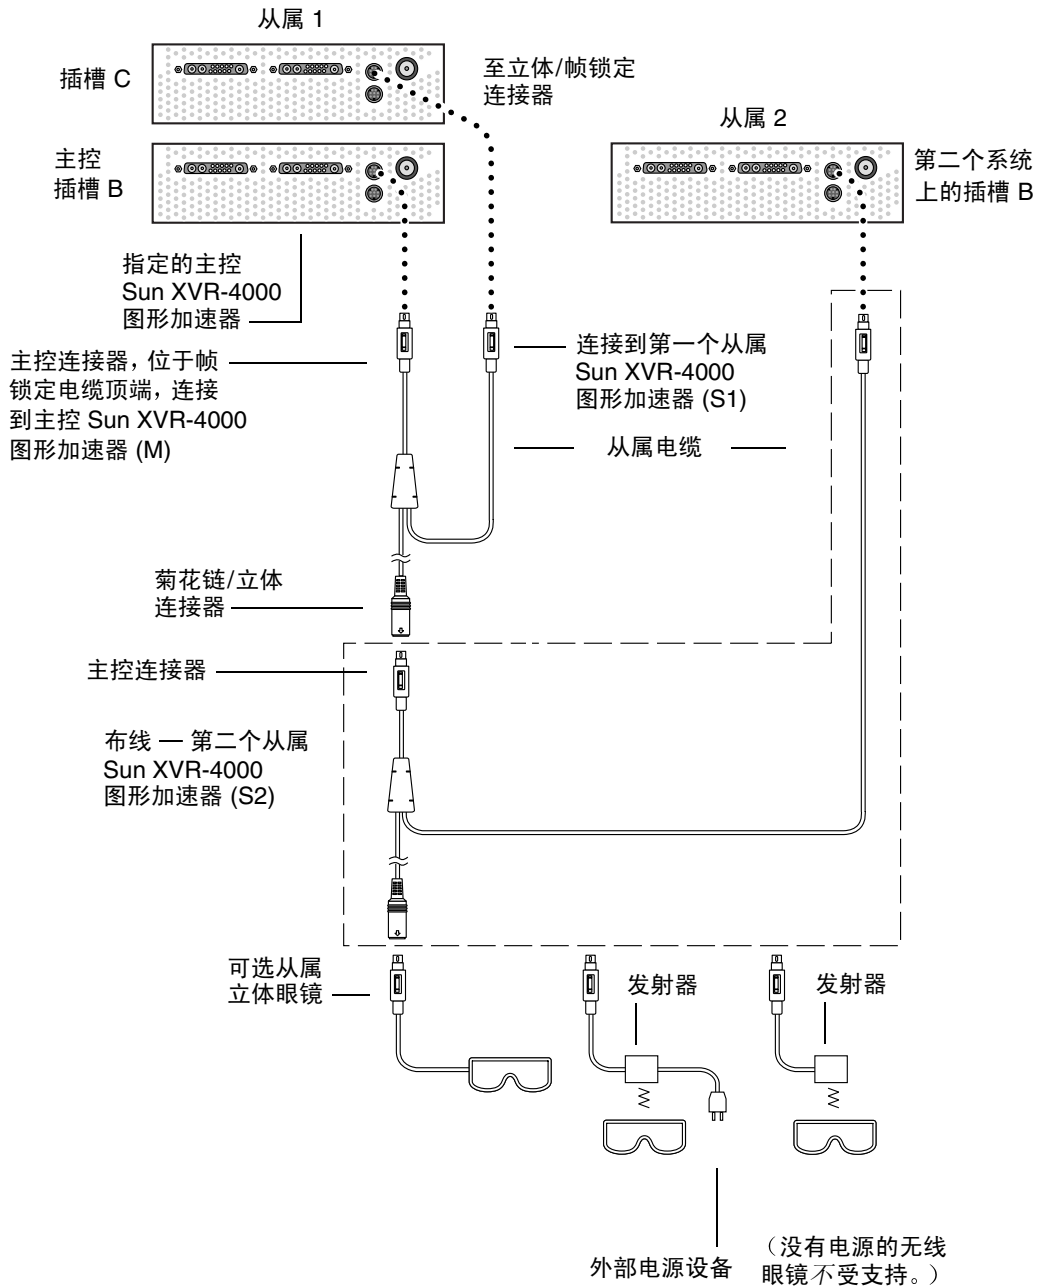 从属 1
插槽 C
至立体/帧锁定
连接器
从属 2
主控
插槽 B
第二个系统
上的插槽 B
指定的主控
Sun XVR-4000
图形加速器
主控连接器，位于帧
锁定电缆顶端，连接
到主控 Sun XVR-4000
图形加速器 (M)
连接到第一个从属
Sun XVR-4000
图形加速器 (S1)
从属电缆
菊花链/立体
连接器
主控连接器
布线 — 第二个从属
Sun XVR-4000
图形加速器 (S2)
可选从属
立体眼镜
发射器
发射器
外部电源设备
（没有电源的无线
眼镜不受支持。）